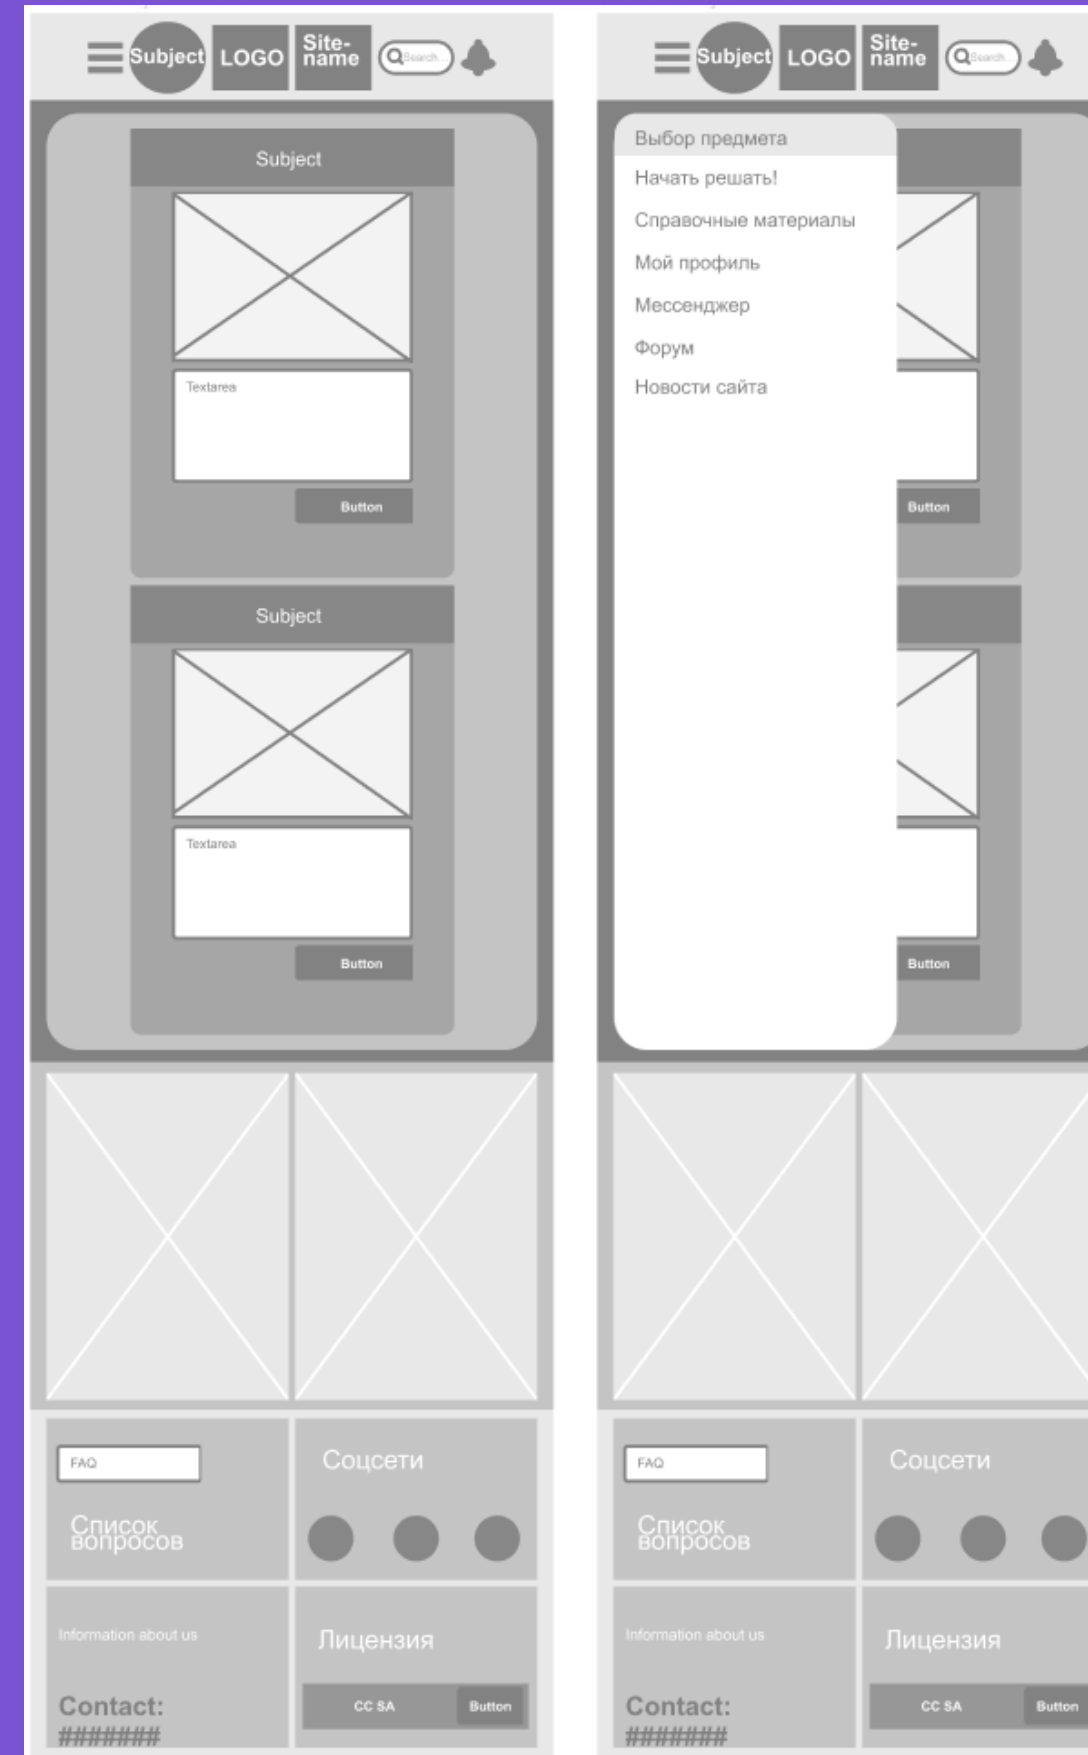 Subject
LOGO
Site-
name
Search...
Subject
Textarea
Button
Subject
Textarea
Button
FAQ
Список
вопросов
Соцсети
Information about us
Contact:
#######
Лицензия
CC SA
Button
Subject
LOGO
Site-
name
Search...
Выбор предмета
Начать решать!
Справочные материалы
Мой профиль
Мессенджер
Форум
Новости сайта
Button
Button
FAQ
Список
вопросов
Соцсети
Information about us
Contact:
#######
Лицензия
CC SA
Button